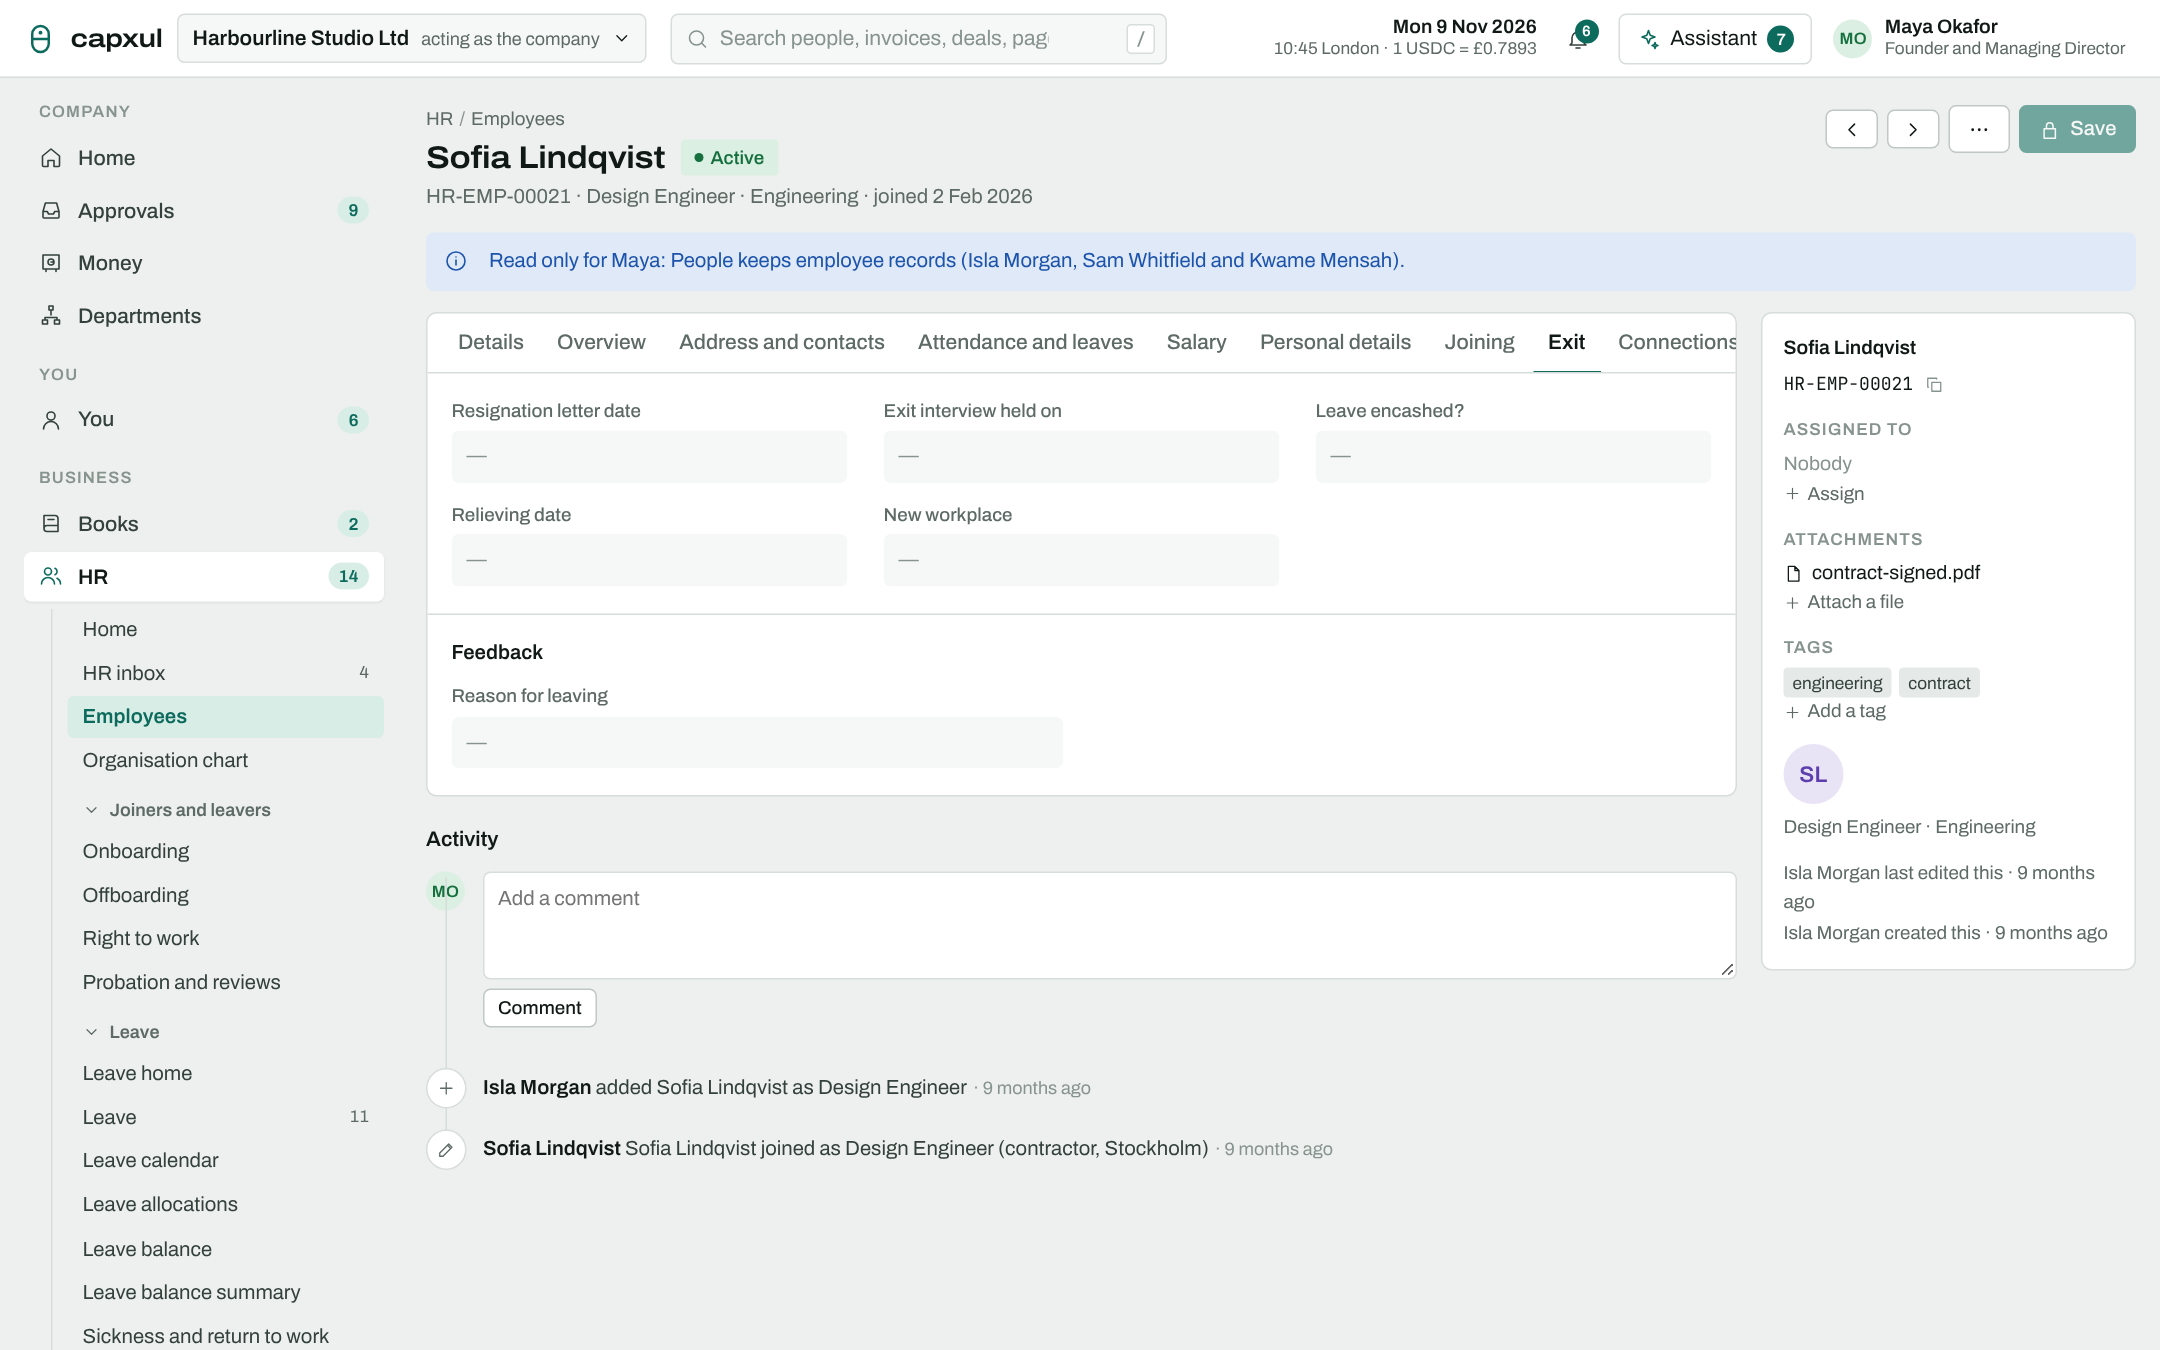 capxul
Harbourline Studio Ltd acting as the company
Search people, invoices, deals, pag
/
Mon 9 Nov 2026
10:45 London · 1 USDC = £0.7893
6
Assistant 7
MO
Maya Okafor
Founder and Managing Director
COMPANY
Home
Approvals 9
Money
Departments
YOU
You 6
BUSINESS
Books 2
HR 14
Home
HR inbox 4
Employees
Organisation chart
Joiners and leavers
Onboarding
Offboarding
Right to work
Probation and reviews
Leave
Leave home
Leave 11
Leave calendar
Leave allocations
Leave balance
Leave balance summary
Sickness and return to work
HR / Employees
Sofia Lindqvist Active
HR-EMP-00021 · Design Engineer · Engineering · joined 2 Feb 2026
Save
Read only for Maya: People keeps employee records (Isla Morgan, Sam Whitfield and Kwame Mensah).
Details Overview Address and contacts Attendance and leaves Salary Personal details Joining Exit Connections
Resignation letter date Exit interview held on Leave encashed?
— — —
Relieving date New workplace
— —
Feedback
Reason for leaving
—
Activity
MO
Add a comment
Comment
Isla Morgan added Sofia Lindqvist as Design Engineer · 9 months ago
Sofia Lindqvist Sofia Lindqvist joined as Design Engineer (contractor, Stockholm) · 9 months ago
Sofia Lindqvist
HR-EMP-00021
ASSIGNED TO
Nobody
+ Assign
ATTACHMENTS
contract-signed.pdf
+ Attach a file
TAGS
engineering contract
+ Add a tag
SL
Design Engineer · Engineering
Isla Morgan last edited this · 9 months
ago
Isla Morgan created this · 9 months ago